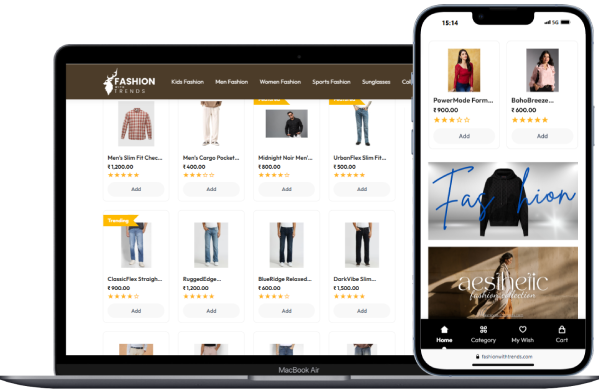 FASHION
WITH
TRENDS
Kids Fashion
Men Fashion
Women Fashion
Sports Fashion
Sunglasses
Men's Slim Fit Chec...
₹1,200.00
Add
Men's Cargo Pocket...
₹400.00
Add
Midnight Noir Men'...
₹800.00
Add
UrbanFlex Slim Fit...
₹500.00
Add
Trending
ClassicFlex Straigh...
₹900.00
Add
RuggedEdge...
₹1,200.00
Add
BlueRidge Relaxed...
₹600.00
Add
DarkVibe Slim...
₹1,500.00
Add
MacBook Air
15:14
5G
PowerMode Form...
₹900.00
Add
BohoBreeze...
₹600.00
Add
Fashion
aesthetic
fashion collection
Home
Category
My Wish
Cart
fashionwithtrends.com